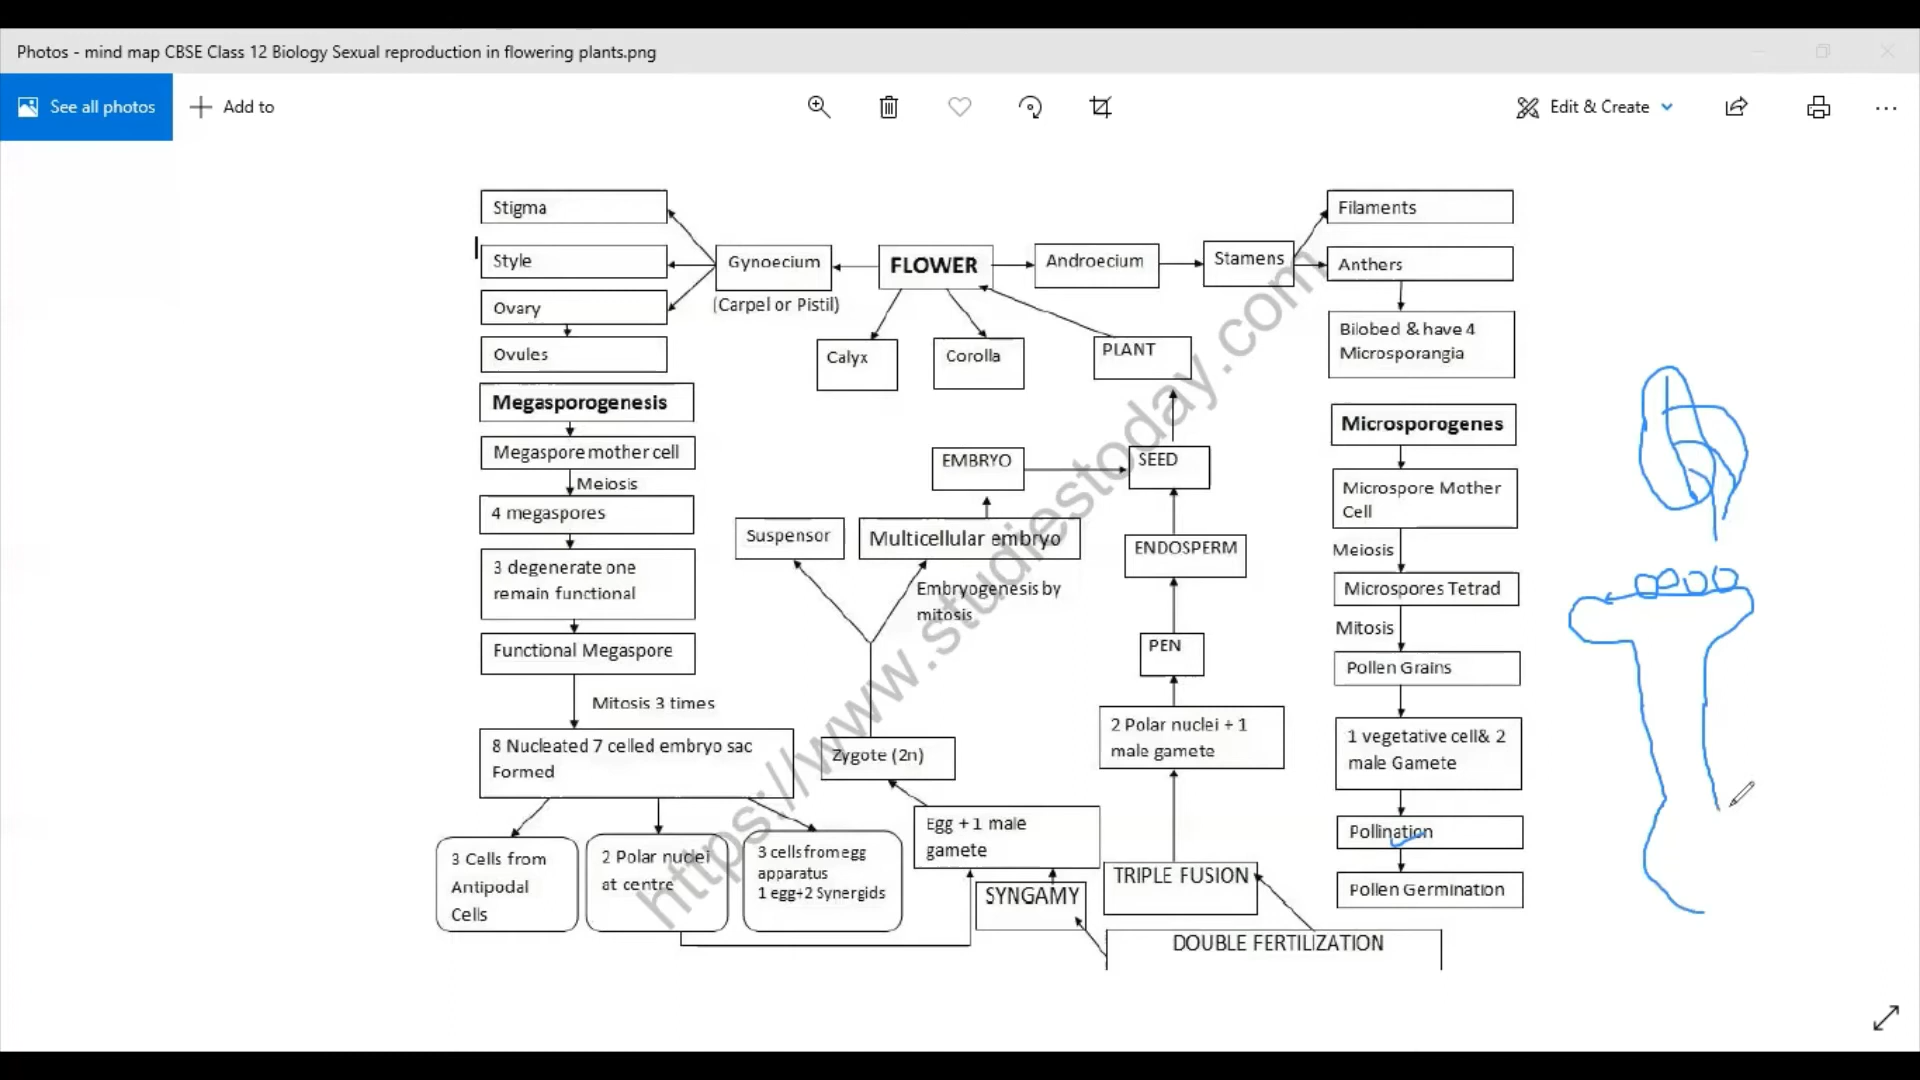 Photos - mind map CBSE Class 12 Biology Sexual reproduction in flowering plants.png
See all photos
Add to
Edit & Create
Stigma
Style
Ovary
Ovules
Gynoecium
(Carpel or Pistil)
FLOWER
Androecium
Stamens
Filaments
Anthers
Bilobed & have 4
Microsporangia
Calyx
Corolla
PLANT
Megasporogenesis
Megaspore mother cell
Meiosis
4 megaspores
3 degenerate one
remain functional
Functional Megaspore
Mitosis 3 times
8 Nucleated 7 celled embryo sac
Formed
3 Cells from
Antipodal
Cells
2 Polar nuclei
at centre
3 cells from egg
apparatus
1 egg+2 Synergids
EMBRYO
SEED
Suspensor
Multicellular embryo
Embryogenesis by
mitosis
ENDOSPERM
PEN
2 Polar nuclei + 1
male gamete
Zygote (2n)
Egg + 1 male
gamete
SYNGAMY
TRIPLE FUSION
DOUBLE FERTILIZATION
Microsporogenes
Microspore Mother
Cell
Meiosis
Microspores Tetrad
Mitosis
Pollen Grains
1 vegetative cell& 2
male Gamete
Pollination
Pollen Germination
https://www.studiestoday.com